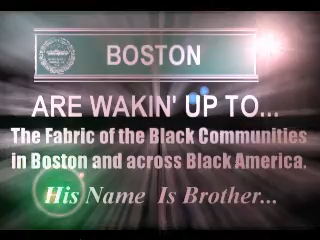 BOSTON
ARE WAKIN' UP TO...
The Fabric of the Black Communities
in Boston and across Black America.
His Name Is Brother...